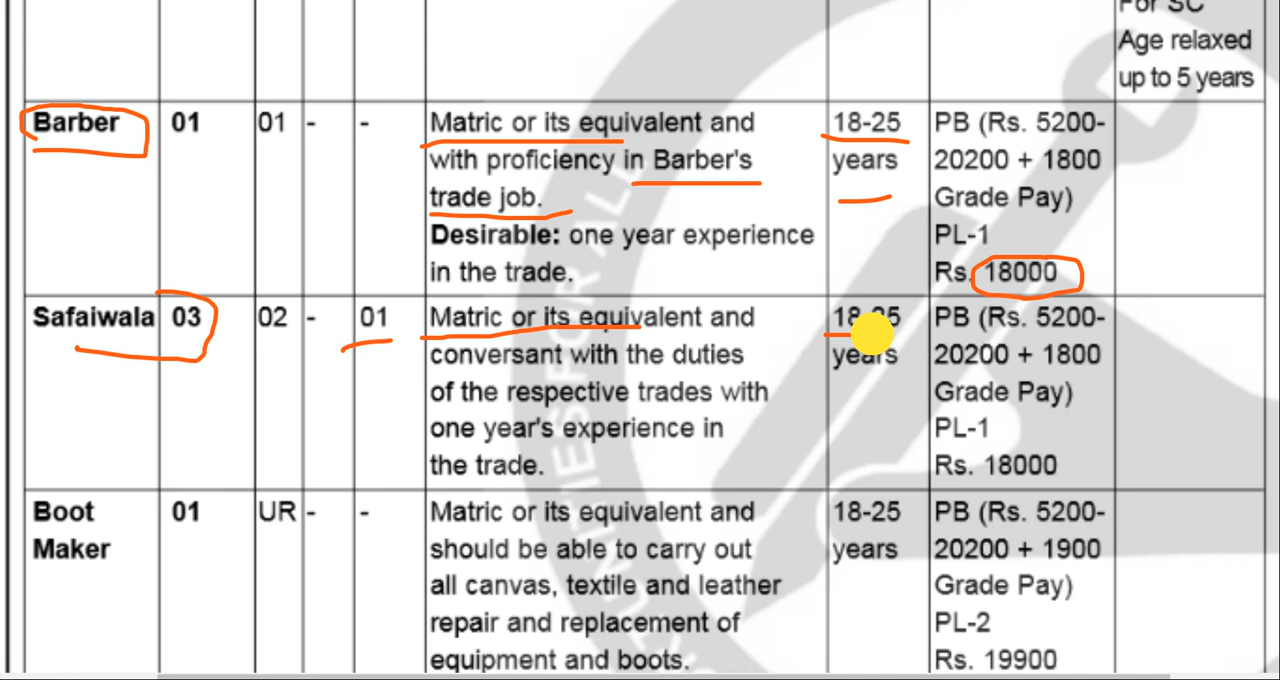 For SC
Age relaxed
up to 5 years
Barber 01 01 - - Matric or its equivalent and 18-25 PB (Rs. 5200-
with proficiency in Barber's years 20200 + 1800
trade job. Grade Pay)
Desirable: one year experience PL-1
in the trade. Rs. 18000
Safaiwala 03 02 - 01 Matric or its equivalent and 18-25 PB (Rs. 5200-
conversant with the duties years 20200 + 1800
of the respective trades with Grade Pay)
one year's experience in PL-1
the trade. Rs. 18000
Boot 01 UR - - Matric or its equivalent and 18-25 PB (Rs. 5200-
Maker should be able to carry out years 20200 + 1900
all canvas, textile and leather Grade Pay)
repair and replacement of PL-2
equipment and boots. Rs. 19900